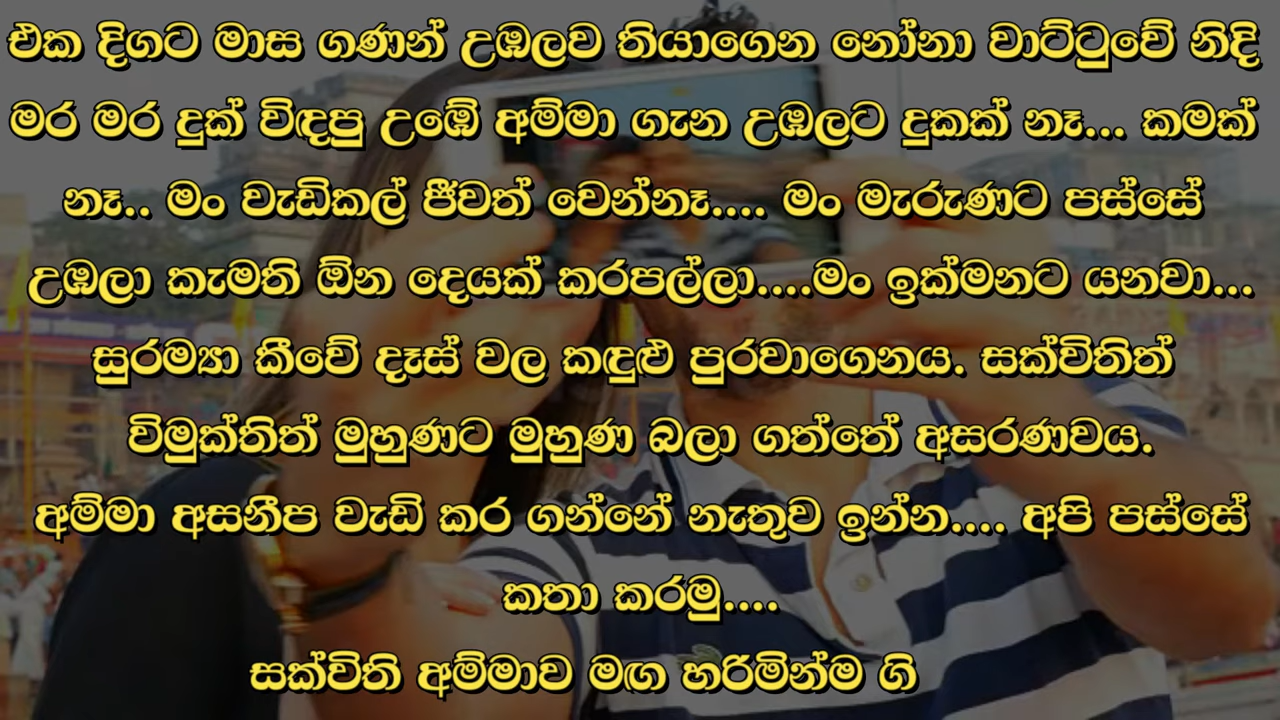 එක දිගට මාස ගණන් උඹලව තියාගෙන නෝනා වාට්ටුවේ නිදි
මර මර දුක් විඳපු උඹේ අම්මා ගැන උඹලට දුකක් නෑ... කමක්
නෑ.. මං වැඩිකල් ජීවත් වෙන්නෑ.... මං මැරුණට පස්සේ
උඹලා කැමති ඕන දෙයක් කරපල්ලා....මං ඉක්මනට යනවා...
සුරම්‍යා කීවේ දෑස් වල කඳුළු පුරවාගෙනය. සක්විතිත්
විමුක්තිත් මුහුණට මුහුණ බලා ගත්තේ අසරණවය.
අම්මා අසනීප වැඩි කර ගන්නේ නැතුව ඉන්න.... අපි පස්සේ
කතා කරමු....
සක්විති අම්මාව මඟ හරිමින්ම ගි